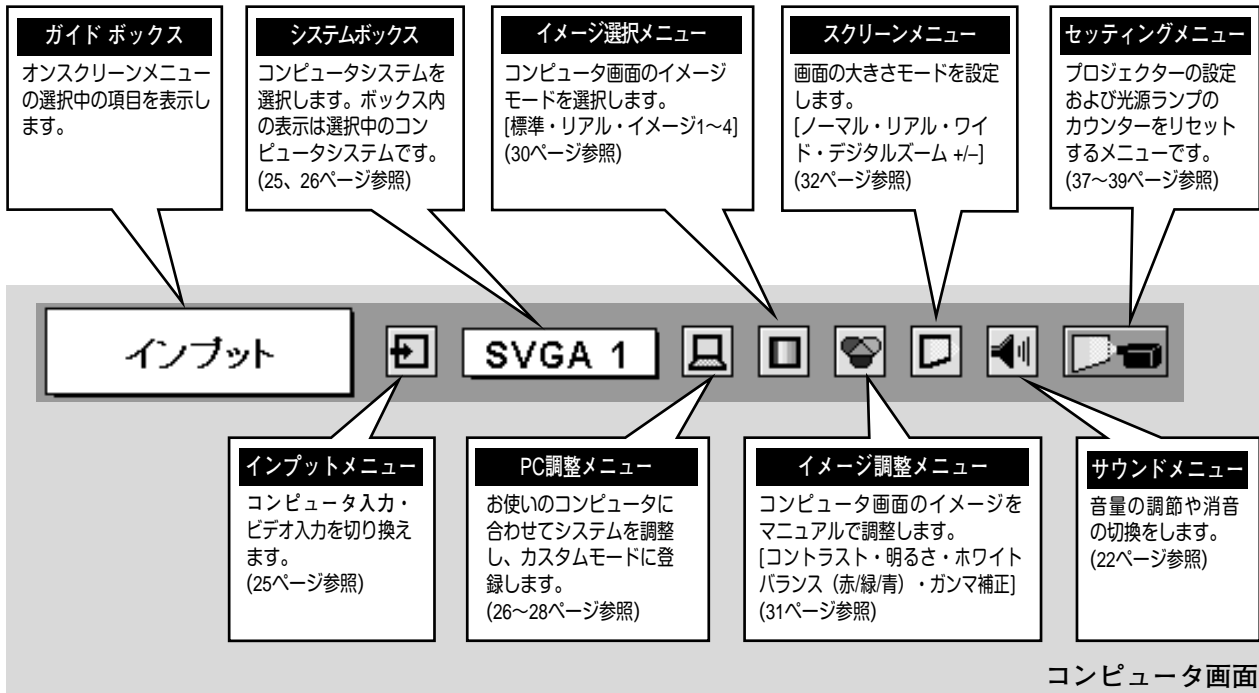 ガイド ボックス
オンスクリーンメニュー
の選択中の項目を表示し
ます。
システムボックス
コンピュータシステムを
選択します。ボックス内
の表示は選択中のコン
ピュータシステムです。
(25、26ページ参照)
イメージ選択メニュー
コンピュータ画面のイメージ
モードを選択します。
[標準・リアル・イメージ1〜4]
(30ページ参照)
スクリーンメニュー
画面の大きさモードを設定
します。
[ノーマル・リアル・ワイ
ド・デジタルズーム +/–]
(32ページ参照)
セッティングメニュー
プロジェクターの設定
および光源ランプの
カウンターをリセット
するメニューです。
(37〜39ページ参照)
インプット
SVGA 1
インプットメニュー
コンピュータ入力・
ビデオ入力を切り換え
ます。
(25ページ参照)
PC調整メニュー
お使いのコンピュータに
合わせてシステムを調整
し、カスタムモードに登
録します。
(26〜28ページ参照)
イメージ調整メニュー
コンピュータ画面のイメージを
マニュアルで調整します。
[コントラスト・明るさ・ホワイト
バランス（赤/緑/青）・ガンマ補正]
(31ページ参照)
サウンドメニュー
音量の調節や消音
の切換をします。
(22ページ参照)
コンピュータ画面